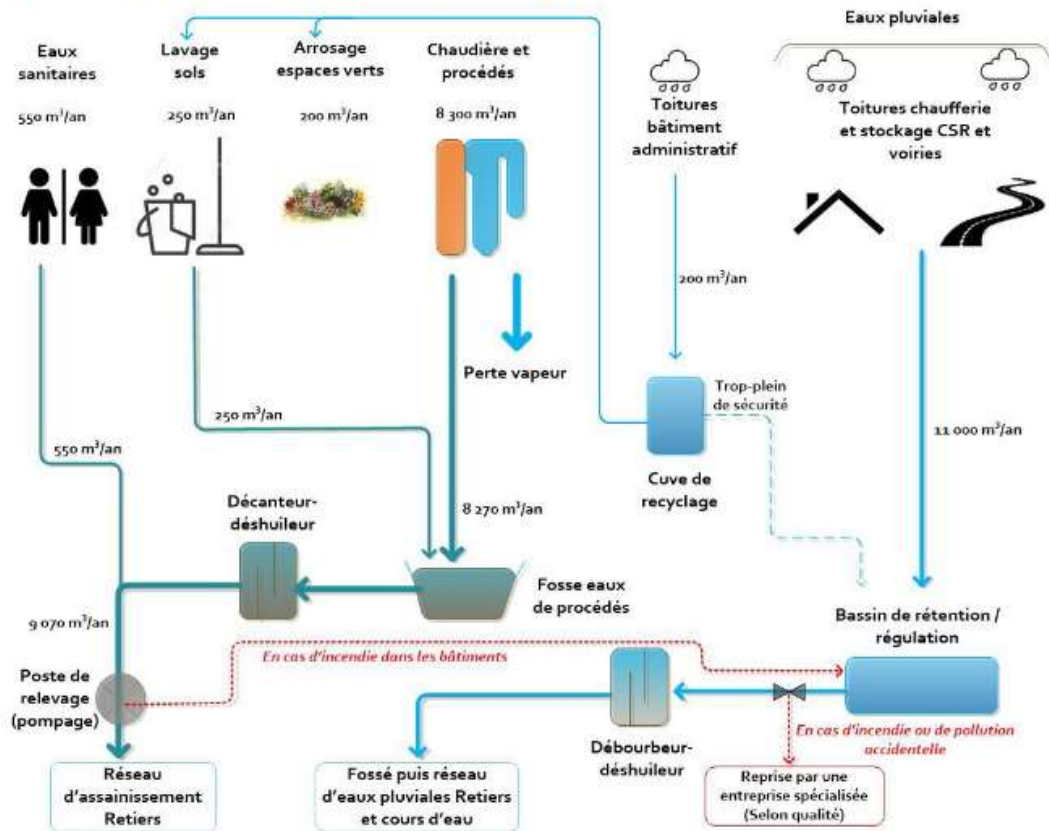 Eaux pluviales
Eaux
sanitaires
550 m³/an
Lavage
sols
250 m³/an
Arrosage
espaces verts
200 m³/an
Chaudière et
procédés
8 300 m³/an
Toitures
bâtiment
administratif
Toitures chaufferie
et stockage CSR et
voiries
200 m³/an
Perte vapeur
Trop-plein
de sécurité
250 m³/an
11 000 m³/an
550 m³/an
Cuve de
recyclage
Décanteur-
déshuileur
8 270 m³/an
Fosse eaux
de procédés
9 070 m³/an
Bassin de rétention /
régulation
En cas d'incendie dans les bâtiments
Poste de
relevage
(pompage)
En cas d'incendie ou de pollution
accidentelle
Débourbeur-
déshuileur
Réseau
d'assainissement
Retiers
Fossé puis réseau
d'eaux pluviales Retiers
et cours d'eau
Reprise par une
entreprise spécialisée
(Selon qualité)